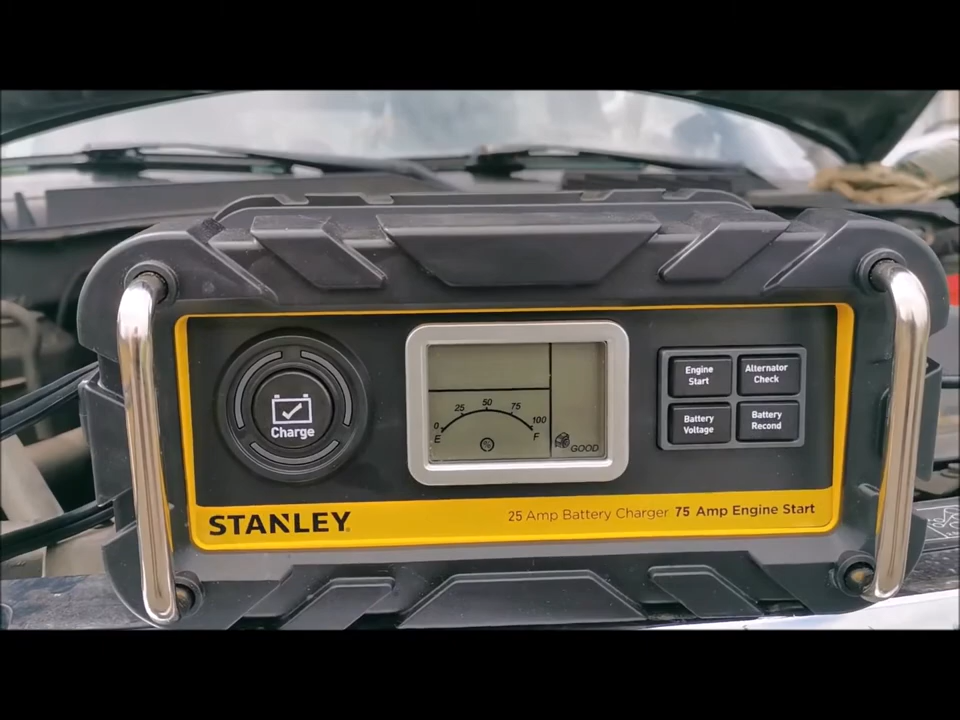 Charge
0
25
50
75
100
E
%
F
GOOD
Engine
Start
Alternator
Check
Battery
Voltage
Battery
Recond
STANLEY®
25 Amp Battery Charger 75 Amp Engine Start